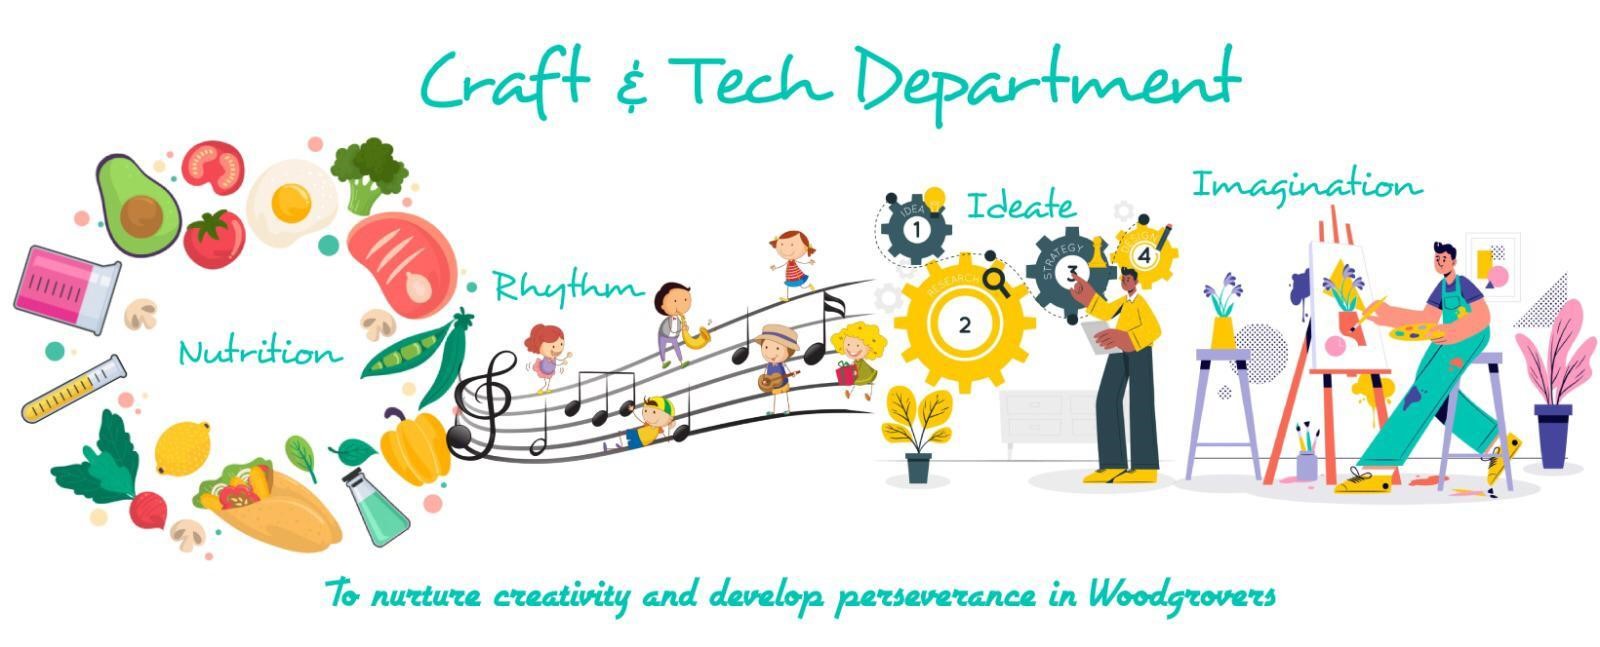 Craft & Tech Department
Nutrition
Rhythm
Ideate
Imagination
IDEA
1
RESEARCH
2
STRATEGY
3
DESIGN
4
To nurture creativity and develop perseverance in Woodgrovers